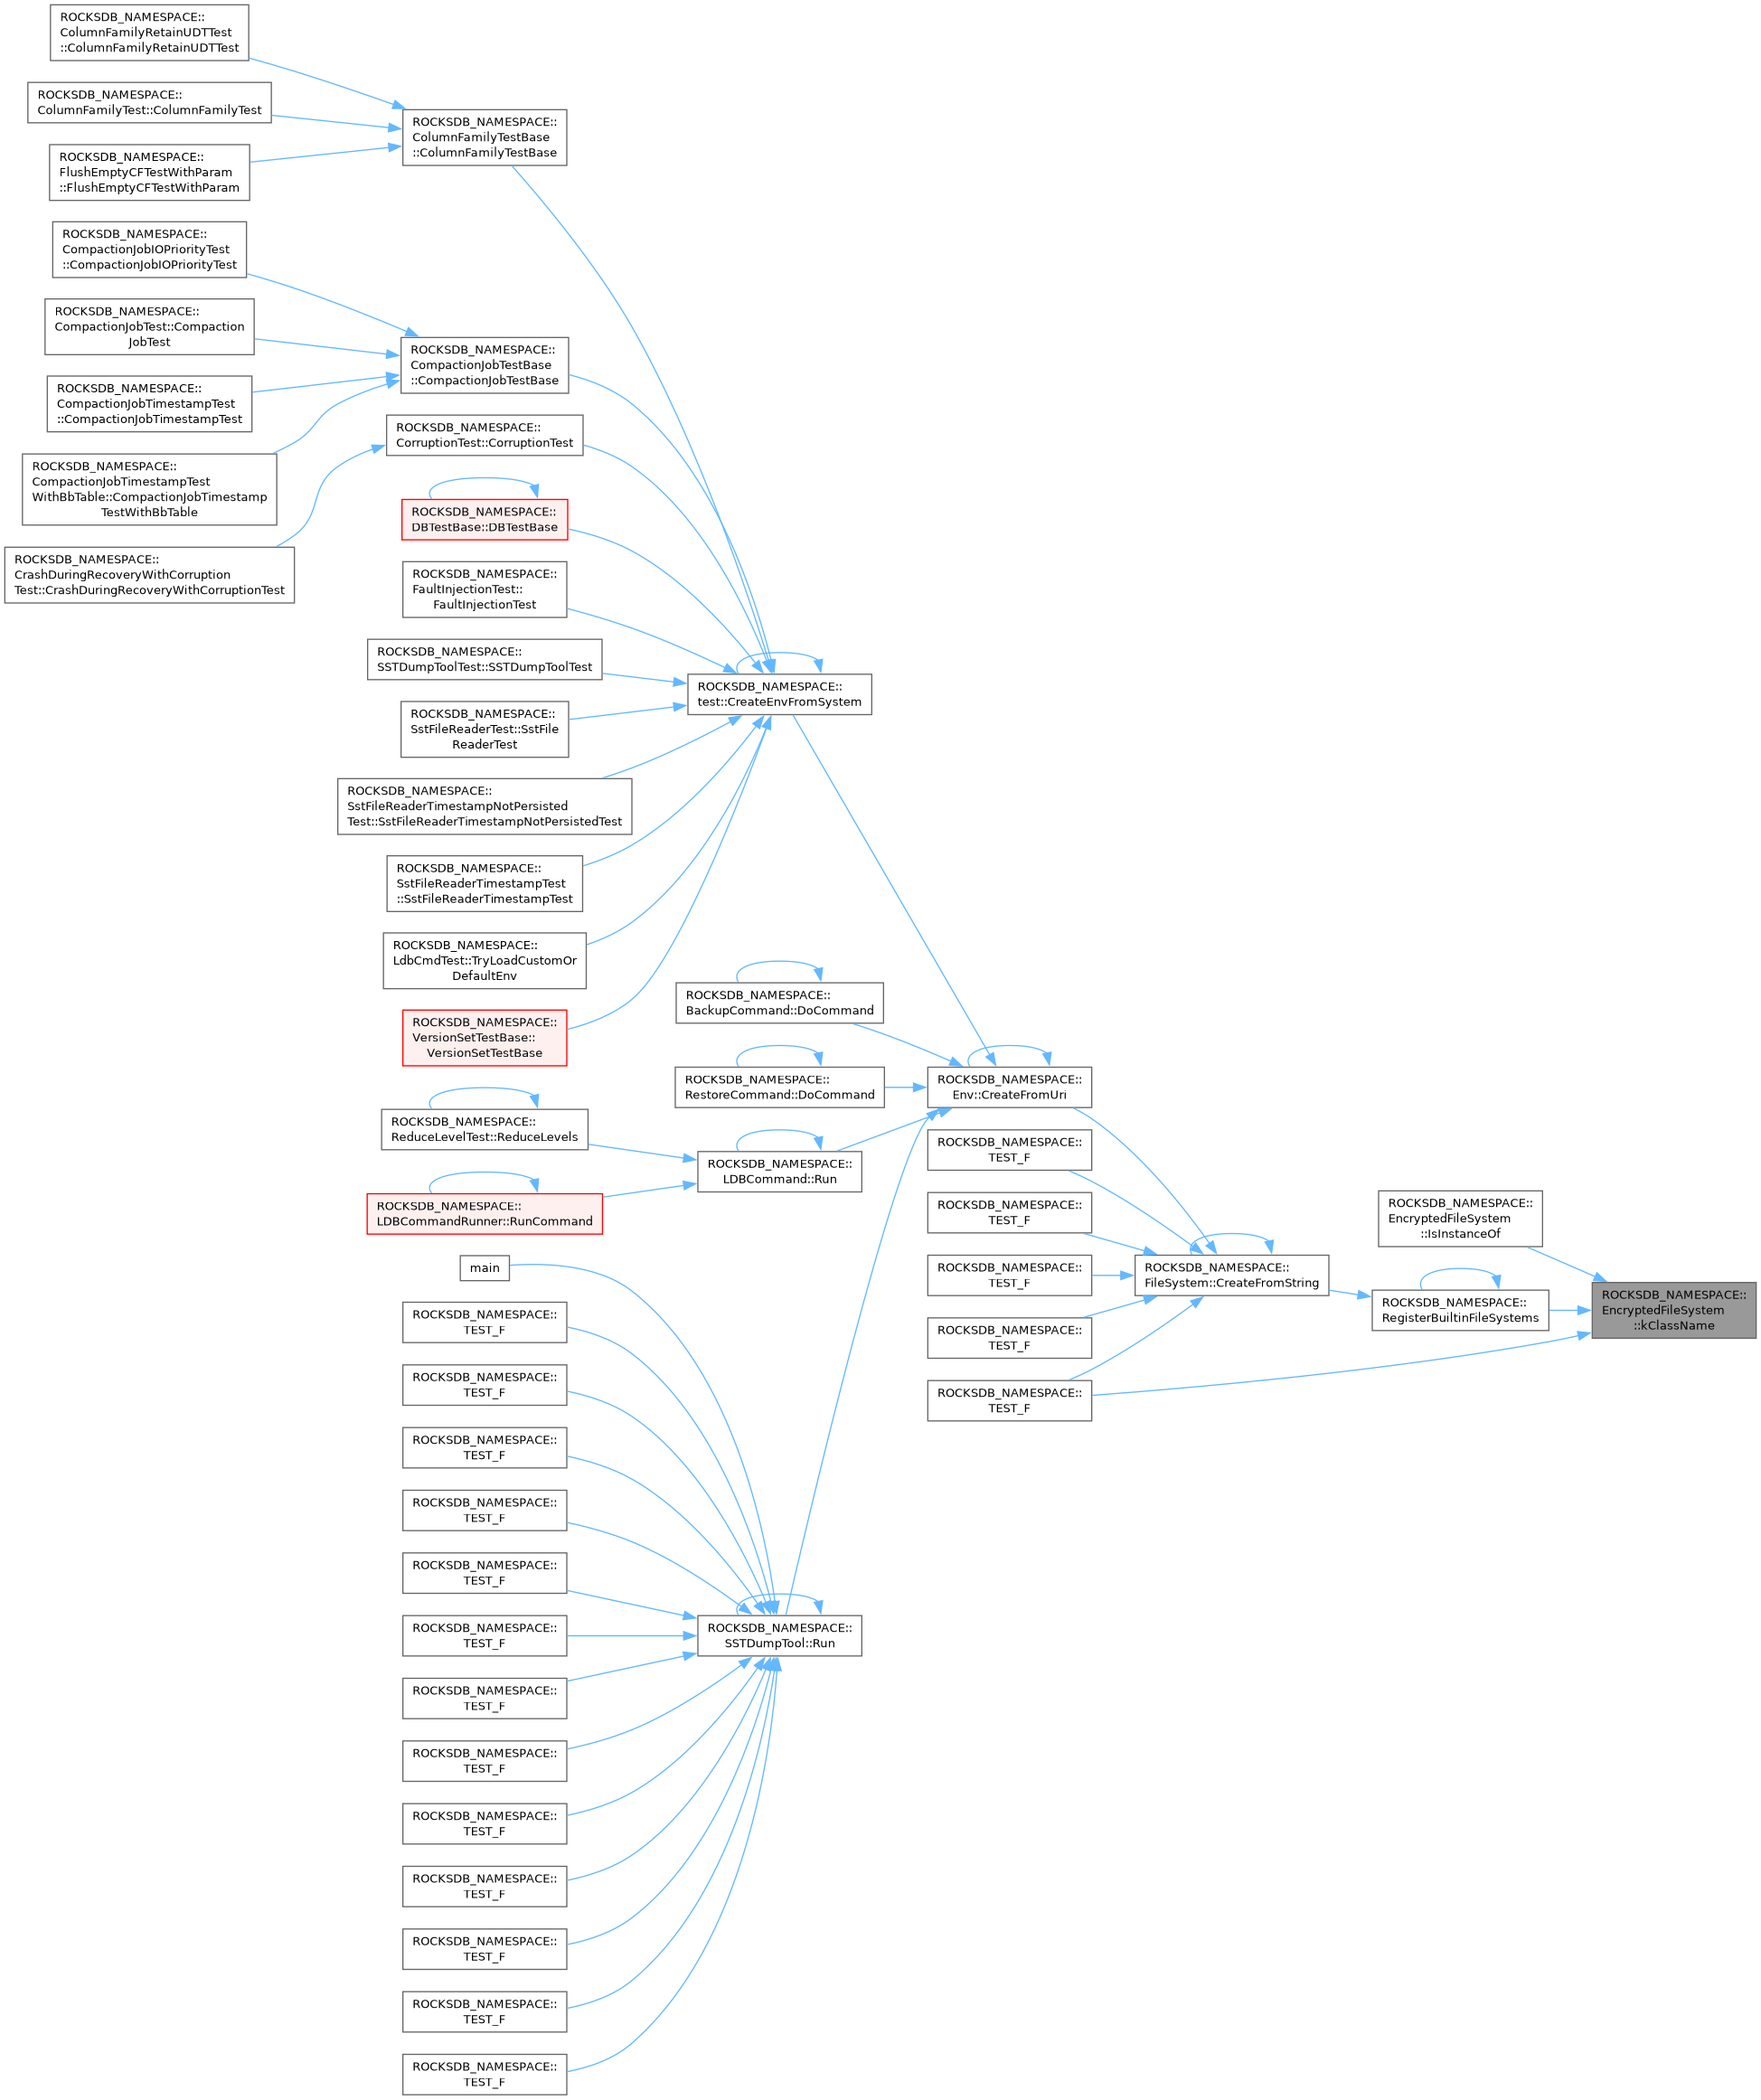 ROCKSDB_NAMESPACE::
ColumnFamilyRetainUDTTest
::ColumnFamilyRetainUDTTest
ROCKSDB_NAMESPACE::
ColumnFamilyTest::ColumnFamilyTest
ROCKSDB_NAMESPACE::
FlushEmptyCFTestWithParam
::FlushEmptyCFTestWithParam
ROCKSDB_NAMESPACE::
CompactionJobIOPriorityTest
::CompactionJobIOPriorityTest
ROCKSDB_NAMESPACE::
CompactionJobTest::Compaction
JobTest
ROCKSDB_NAMESPACE::
CompactionJobTimestampTest
::CompactionJobTimestampTest
ROCKSDB_NAMESPACE::
CompactionJobTimestampTest
WithBbTable::CompactionJobTimestamp
TestWithBbTable
ROCKSDB_NAMESPACE::
CrashDuringRecoveryWithCorruption
Test::CrashDuringRecoveryWithCorruptionTest
ROCKSDB_NAMESPACE::
ColumnFamilyTestBase
::ColumnFamilyTestBase
ROCKSDB_NAMESPACE::
CompactionJobTestBase
::CompactionJobTestBase
ROCKSDB_NAMESPACE::
CorruptionTest::CorruptionTest
ROCKSDB_NAMESPACE::
DBTestBase::DBTestBase
ROCKSDB_NAMESPACE::
FaultInjectionTest::
FaultInjectionTest
ROCKSDB_NAMESPACE::
SSTDumpToolTest::SSTDumpToolTest
ROCKSDB_NAMESPACE::
SstFileReaderTest::SstFile
ReaderTest
ROCKSDB_NAMESPACE::
SstFileReaderTimestampNotPersisted
Test::SstFileReaderTimestampNotPersistedTest
ROCKSDB_NAMESPACE::
SstFileReaderTimestampTest
::SstFileReaderTimestampTest
ROCKSDB_NAMESPACE::
LdbCmdTest::TryLoadCustomOr
DefaultEnv
ROCKSDB_NAMESPACE::
VersionSetTestBase::
VersionSetTestBase
ROCKSDB_NAMESPACE::
ReduceLevelTest::ReduceLevels
ROCKSDB_NAMESPACE::
LDBCommandRunner::RunCommand
main
ROCKSDB_NAMESPACE::
TEST_F
ROCKSDB_NAMESPACE::
TEST_F
ROCKSDB_NAMESPACE::
TEST_F
ROCKSDB_NAMESPACE::
TEST_F
ROCKSDB_NAMESPACE::
TEST_F
ROCKSDB_NAMESPACE::
TEST_F
ROCKSDB_NAMESPACE::
TEST_F
ROCKSDB_NAMESPACE::
TEST_F
ROCKSDB_NAMESPACE::
TEST_F
ROCKSDB_NAMESPACE::
TEST_F
ROCKSDB_NAMESPACE::
TEST_F
ROCKSDB_NAMESPACE::
TEST_F
ROCKSDB_NAMESPACE::
TEST_F
ROCKSDB_NAMESPACE::
test::CreateEnvFromSystem
ROCKSDB_NAMESPACE::
BackupCommand::DoCommand
ROCKSDB_NAMESPACE::
RestoreCommand::DoCommand
ROCKSDB_NAMESPACE::
LDBCommand::Run
ROCKSDB_NAMESPACE::
SSTDumpTool::Run
ROCKSDB_NAMESPACE::
Env::CreateFromUri
ROCKSDB_NAMESPACE::
TEST_F
ROCKSDB_NAMESPACE::
TEST_F
ROCKSDB_NAMESPACE::
TEST_F
ROCKSDB_NAMESPACE::
TEST_F
ROCKSDB_NAMESPACE::
TEST_F
ROCKSDB_NAMESPACE::
FileSystem::CreateFromString
ROCKSDB_NAMESPACE::
EncryptedFileSystem
::IsInstanceOf
ROCKSDB_NAMESPACE::
RegisterBuiltinFileSystems
ROCKSDB_NAMESPACE::
EncryptedFileSystem
::kClassName